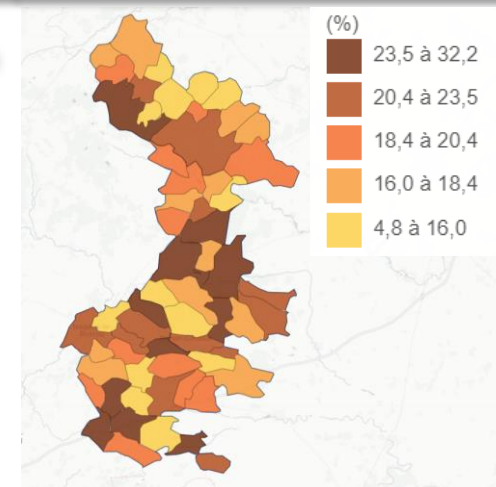 (%)
23,5 à 32,2
20,4 à 23,5
18,4 à 20,4
16,0 à 18,4
4,8 à 16,0